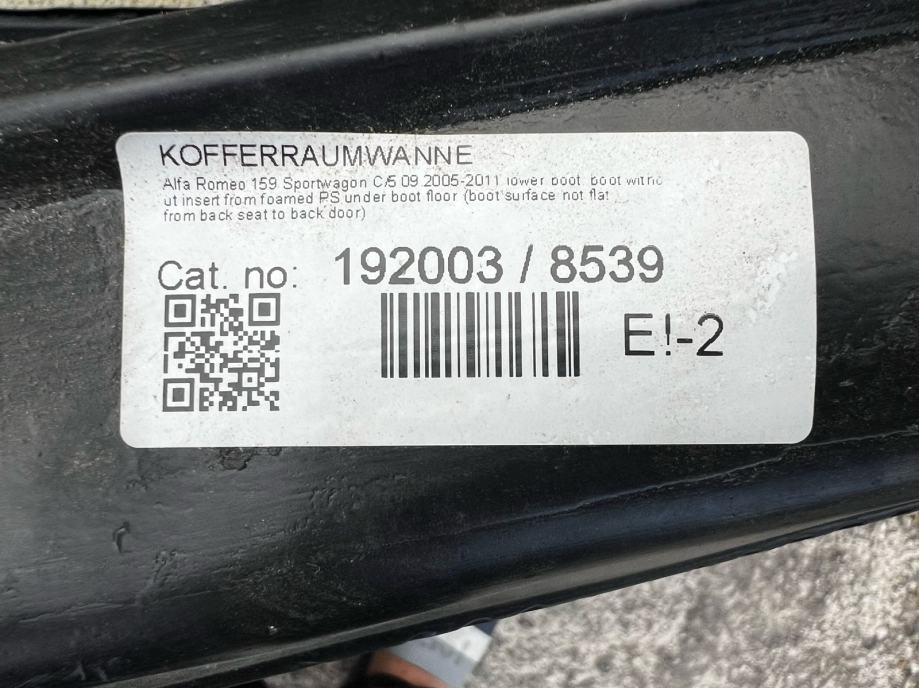 KOFFERRAUMWANNE
Alfa Romeo 159 Sportwagon C/5 09.2005-2011 lower boot. boot witho
ut insert from foamed PS under boot floor (boot surface not flat
from back seat to back door)
Cat. no: 192003 / 8539
E!-2